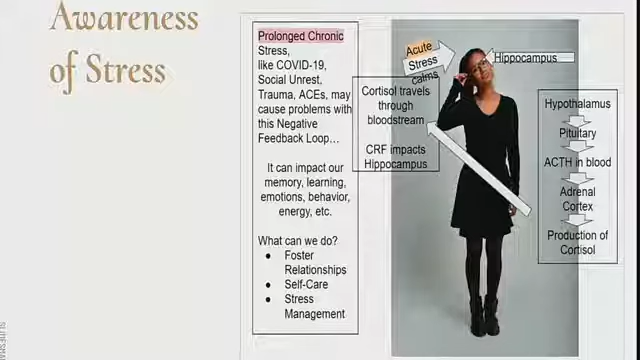 Awareness
of Stress
Prolonged Chronic
Stress,
like COVID-19,
Social Unrest,
Trauma, ACEs, may
cause problems with
this Negative
Feedback Loop…
It can impact our
memory, learning,
emotions, behavior,
energy, etc.
What can we do?
● Foster
Relationships
● Self-Care
● Stress
Management
Acute
Stress
calms
Cortisol travels
through
bloodstream
CRF impacts
Hippocampus
Hippocampus
Hypothalamus
Pituitary
ACTH in blood
Adrenal
Cortex
Production of
Cortisol